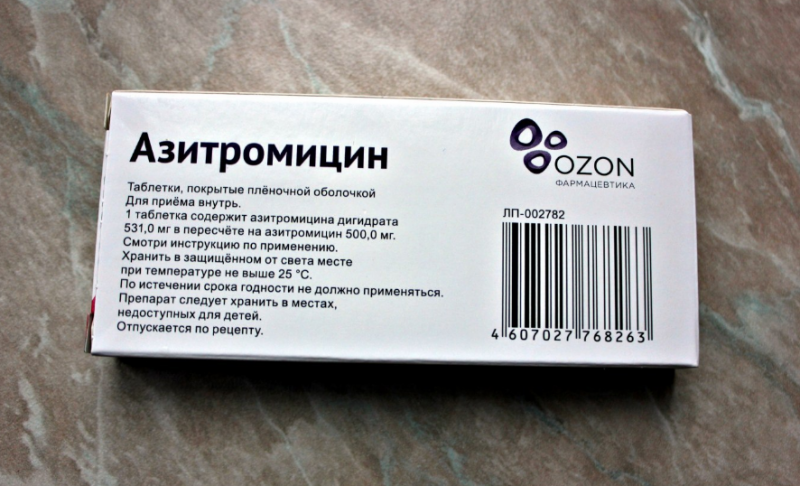 Азитромицин
OZON
ФАРМАЦЕВТИКА
Таблетки, покрытые плёночной оболочкой
Для приёма внутрь.
1 таблетка содержит азитромицина дигидрата
531,0 мг в пересчёте на азитромицин 500,0 мг.
Смотри инструкцию по применению.
Хранить в защищённом от света месте
при температуре не выше 25 °C.
По истечении срока годности не должно применяться.
Препарат следует хранить в местах,
недоступных для детей.
Отпускается по рецепту.
ЛП-002782
4 607027 768263